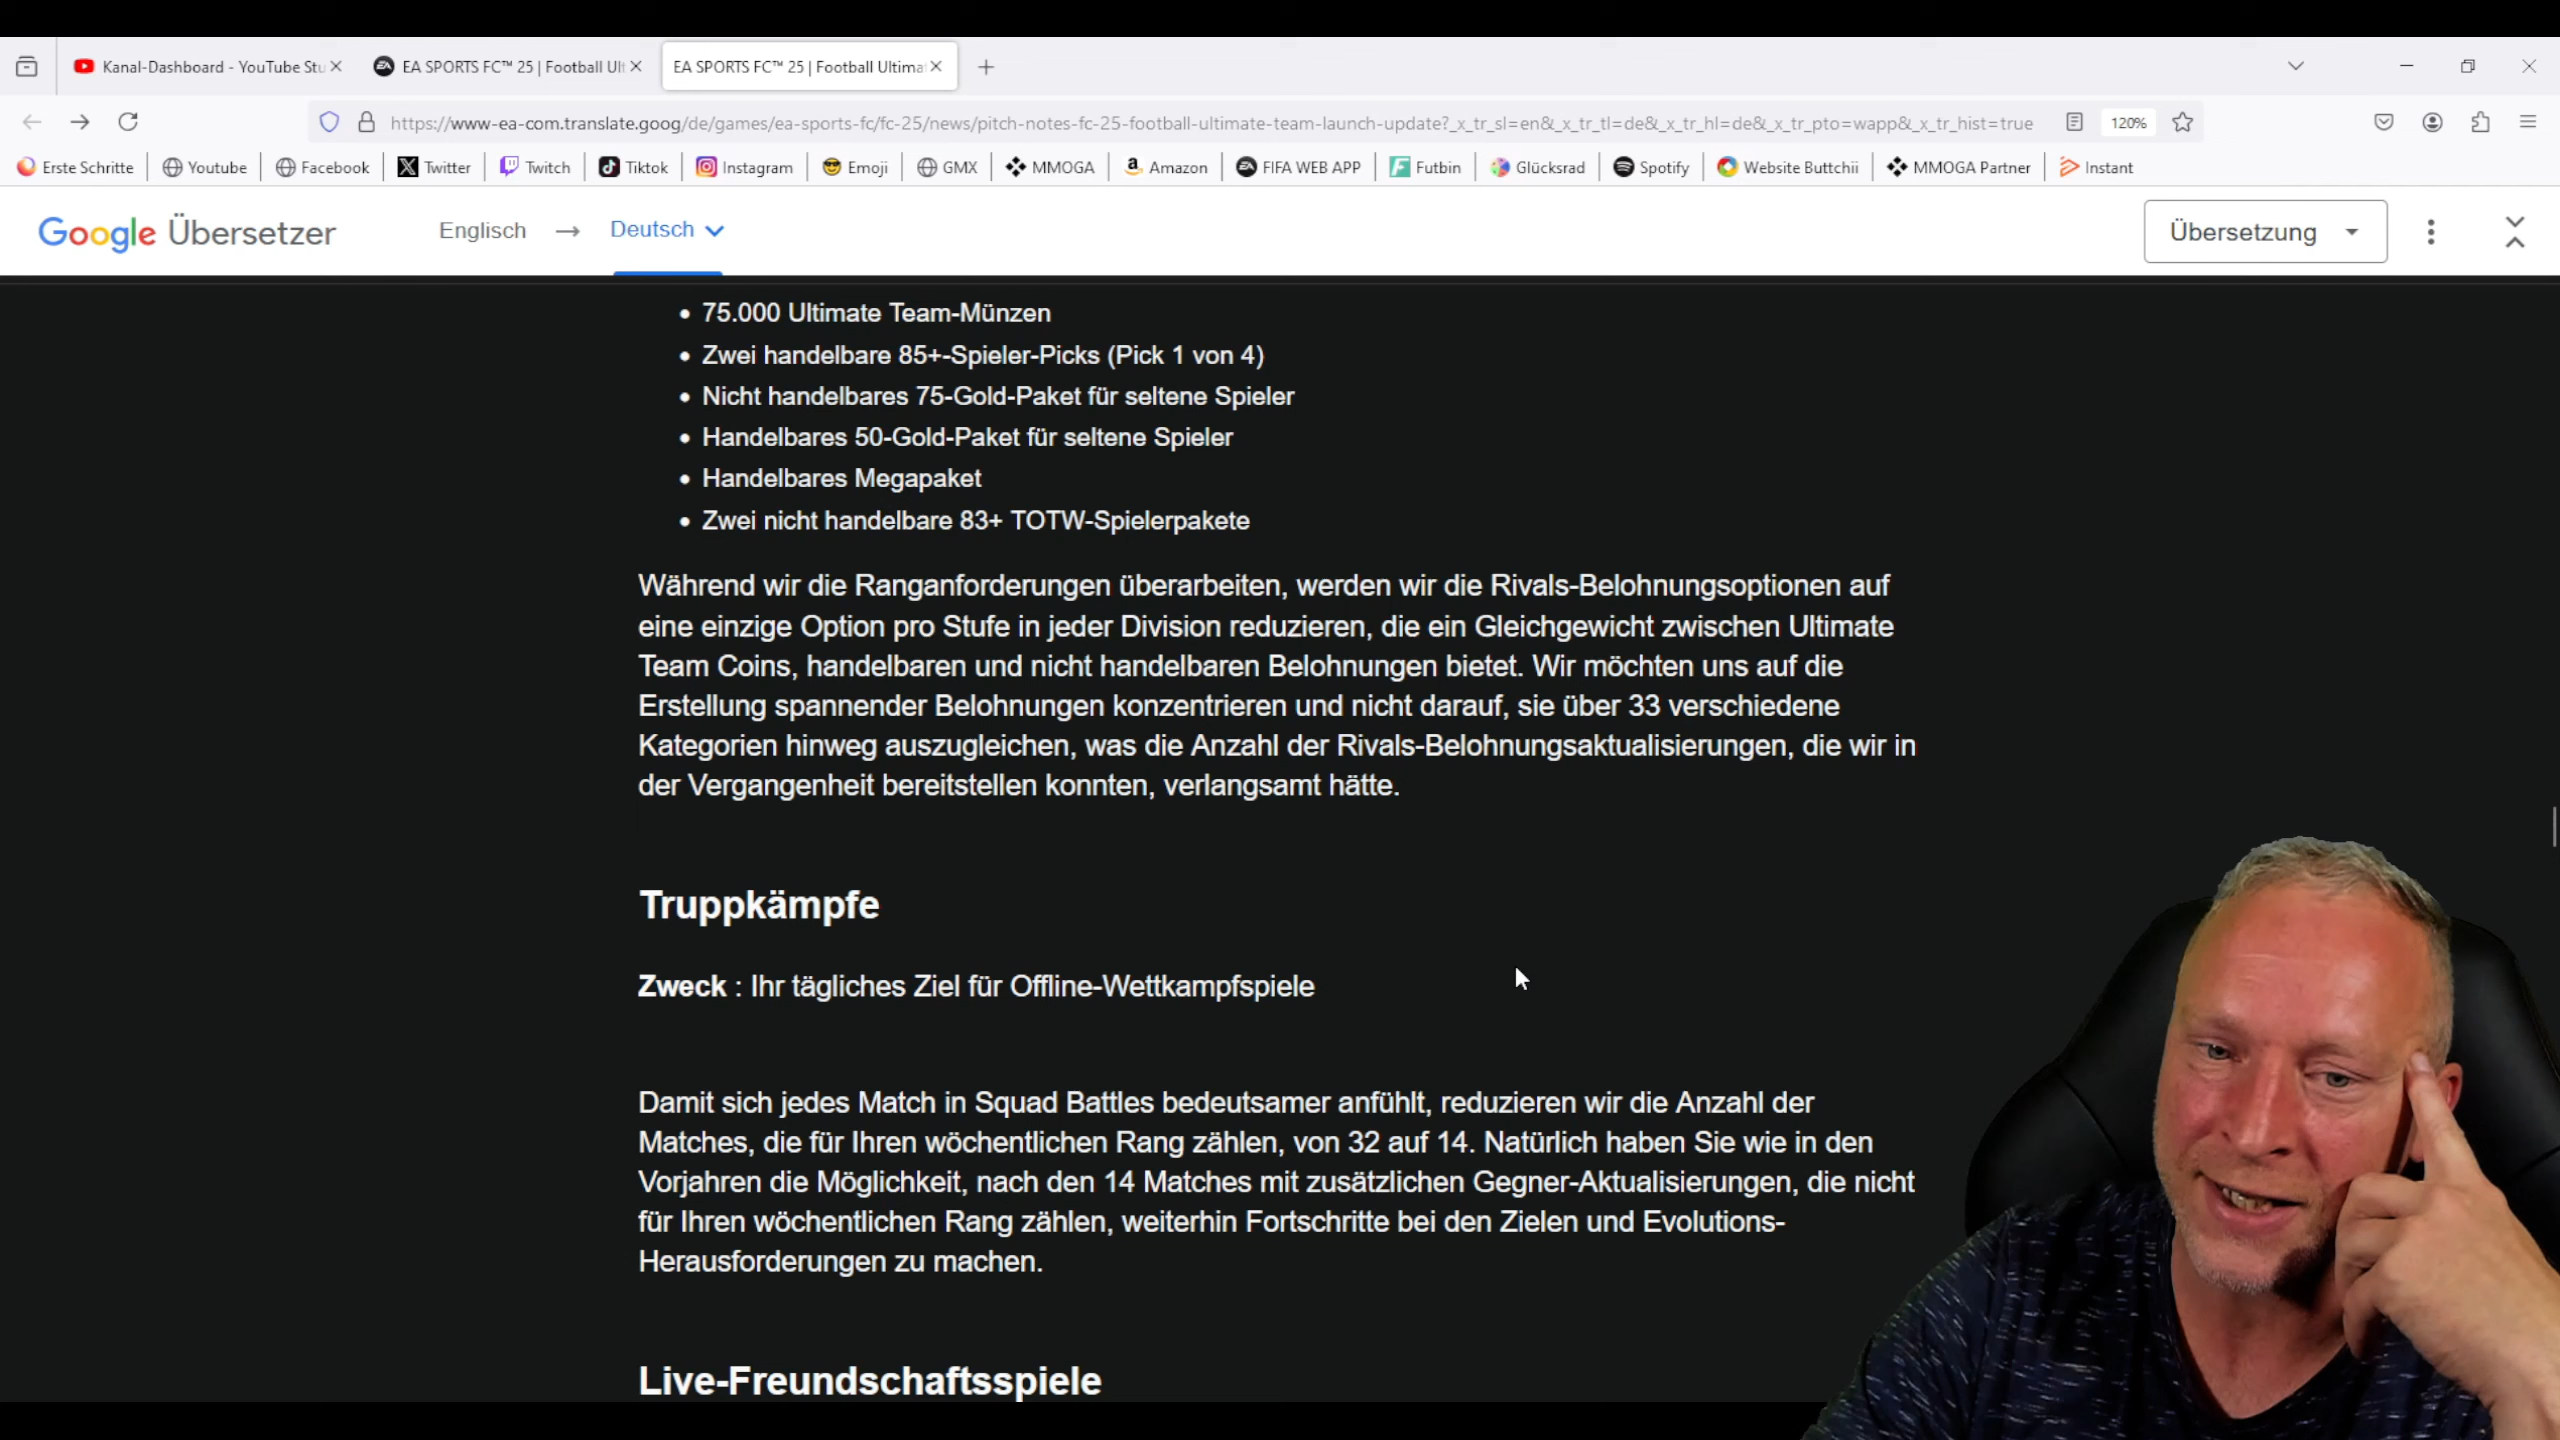 Kanal-Dashboard - YouTube Stu
EA SPORTS FC™ 25 | Football Ult
EA SPORTS FC™ 25 | Football Ultima
https://www-ea-com.translate.goog/de/games/ea-sports-fc/fc-25/news/pitch-notes-fc-25-football-ultimate-team-launch-update?_x_tr_sl=en&_x_tr_tl=de&_x_tr_hl=de&_x_tr_pto=wapp&_x_tr_hist=true
120%
Erste Schritte
Youtube
Facebook
Twitter
Twitch
Tiktok
Instagram
Emoji
GMX
MMOGA
Amazon
FIFA WEB APP
Futbin
Glücksrad
Spotify
Website Buttchii
MMOGA Partner
Instant
Google Übersetzer
Englisch → Deutsch
Übersetzung
• 75.000 Ultimate Team-Münzen
• Zwei handelbare 85+-Spieler-Picks (Pick 1 von 4)
• Nicht handelbares 75-Gold-Paket für seltene Spieler
• Handelbares 50-Gold-Paket für seltene Spieler
• Handelbares Megapaket
• Zwei nicht handelbare 83+ TOTW-Spielerpakete
Während wir die Ranganforderungen überarbeiten, werden wir die Rivals-Belohnungsoptionen auf
eine einzige Option pro Stufe in jeder Division reduzieren, die ein Gleichgewicht zwischen Ultimate
Team Coins, handelbaren und nicht handelbaren Belohnungen bietet. Wir möchten uns auf die
Erstellung spannender Belohnungen konzentrieren und nicht darauf, sie über 33 verschiedene
Kategorien hinweg auszugleichen, was die Anzahl der Rivals-Belohnungsaktualisierungen, die wir in
der Vergangenheit bereitstellen konnten, verlangsamt hätte.
Truppkämpfe
Zweck : Ihr tägliches Ziel für Offline-Wettkampfspiele
Damit sich jedes Match in Squad Battles bedeutsamer anfühlt, reduzieren wir die Anzahl der
Matches, die für Ihren wöchentlichen Rang zählen, von 32 auf 14. Natürlich haben Sie wie in den
Vorjahren die Möglichkeit, nach den 14 Matches mit zusätzlichen Gegner-Aktualisierungen, die nicht
für Ihren wöchentlichen Rang zählen, weiterhin Fortschritte bei den Zielen und Evolutions-
Herausforderungen zu machen.
Live-Freundschaftsspiele